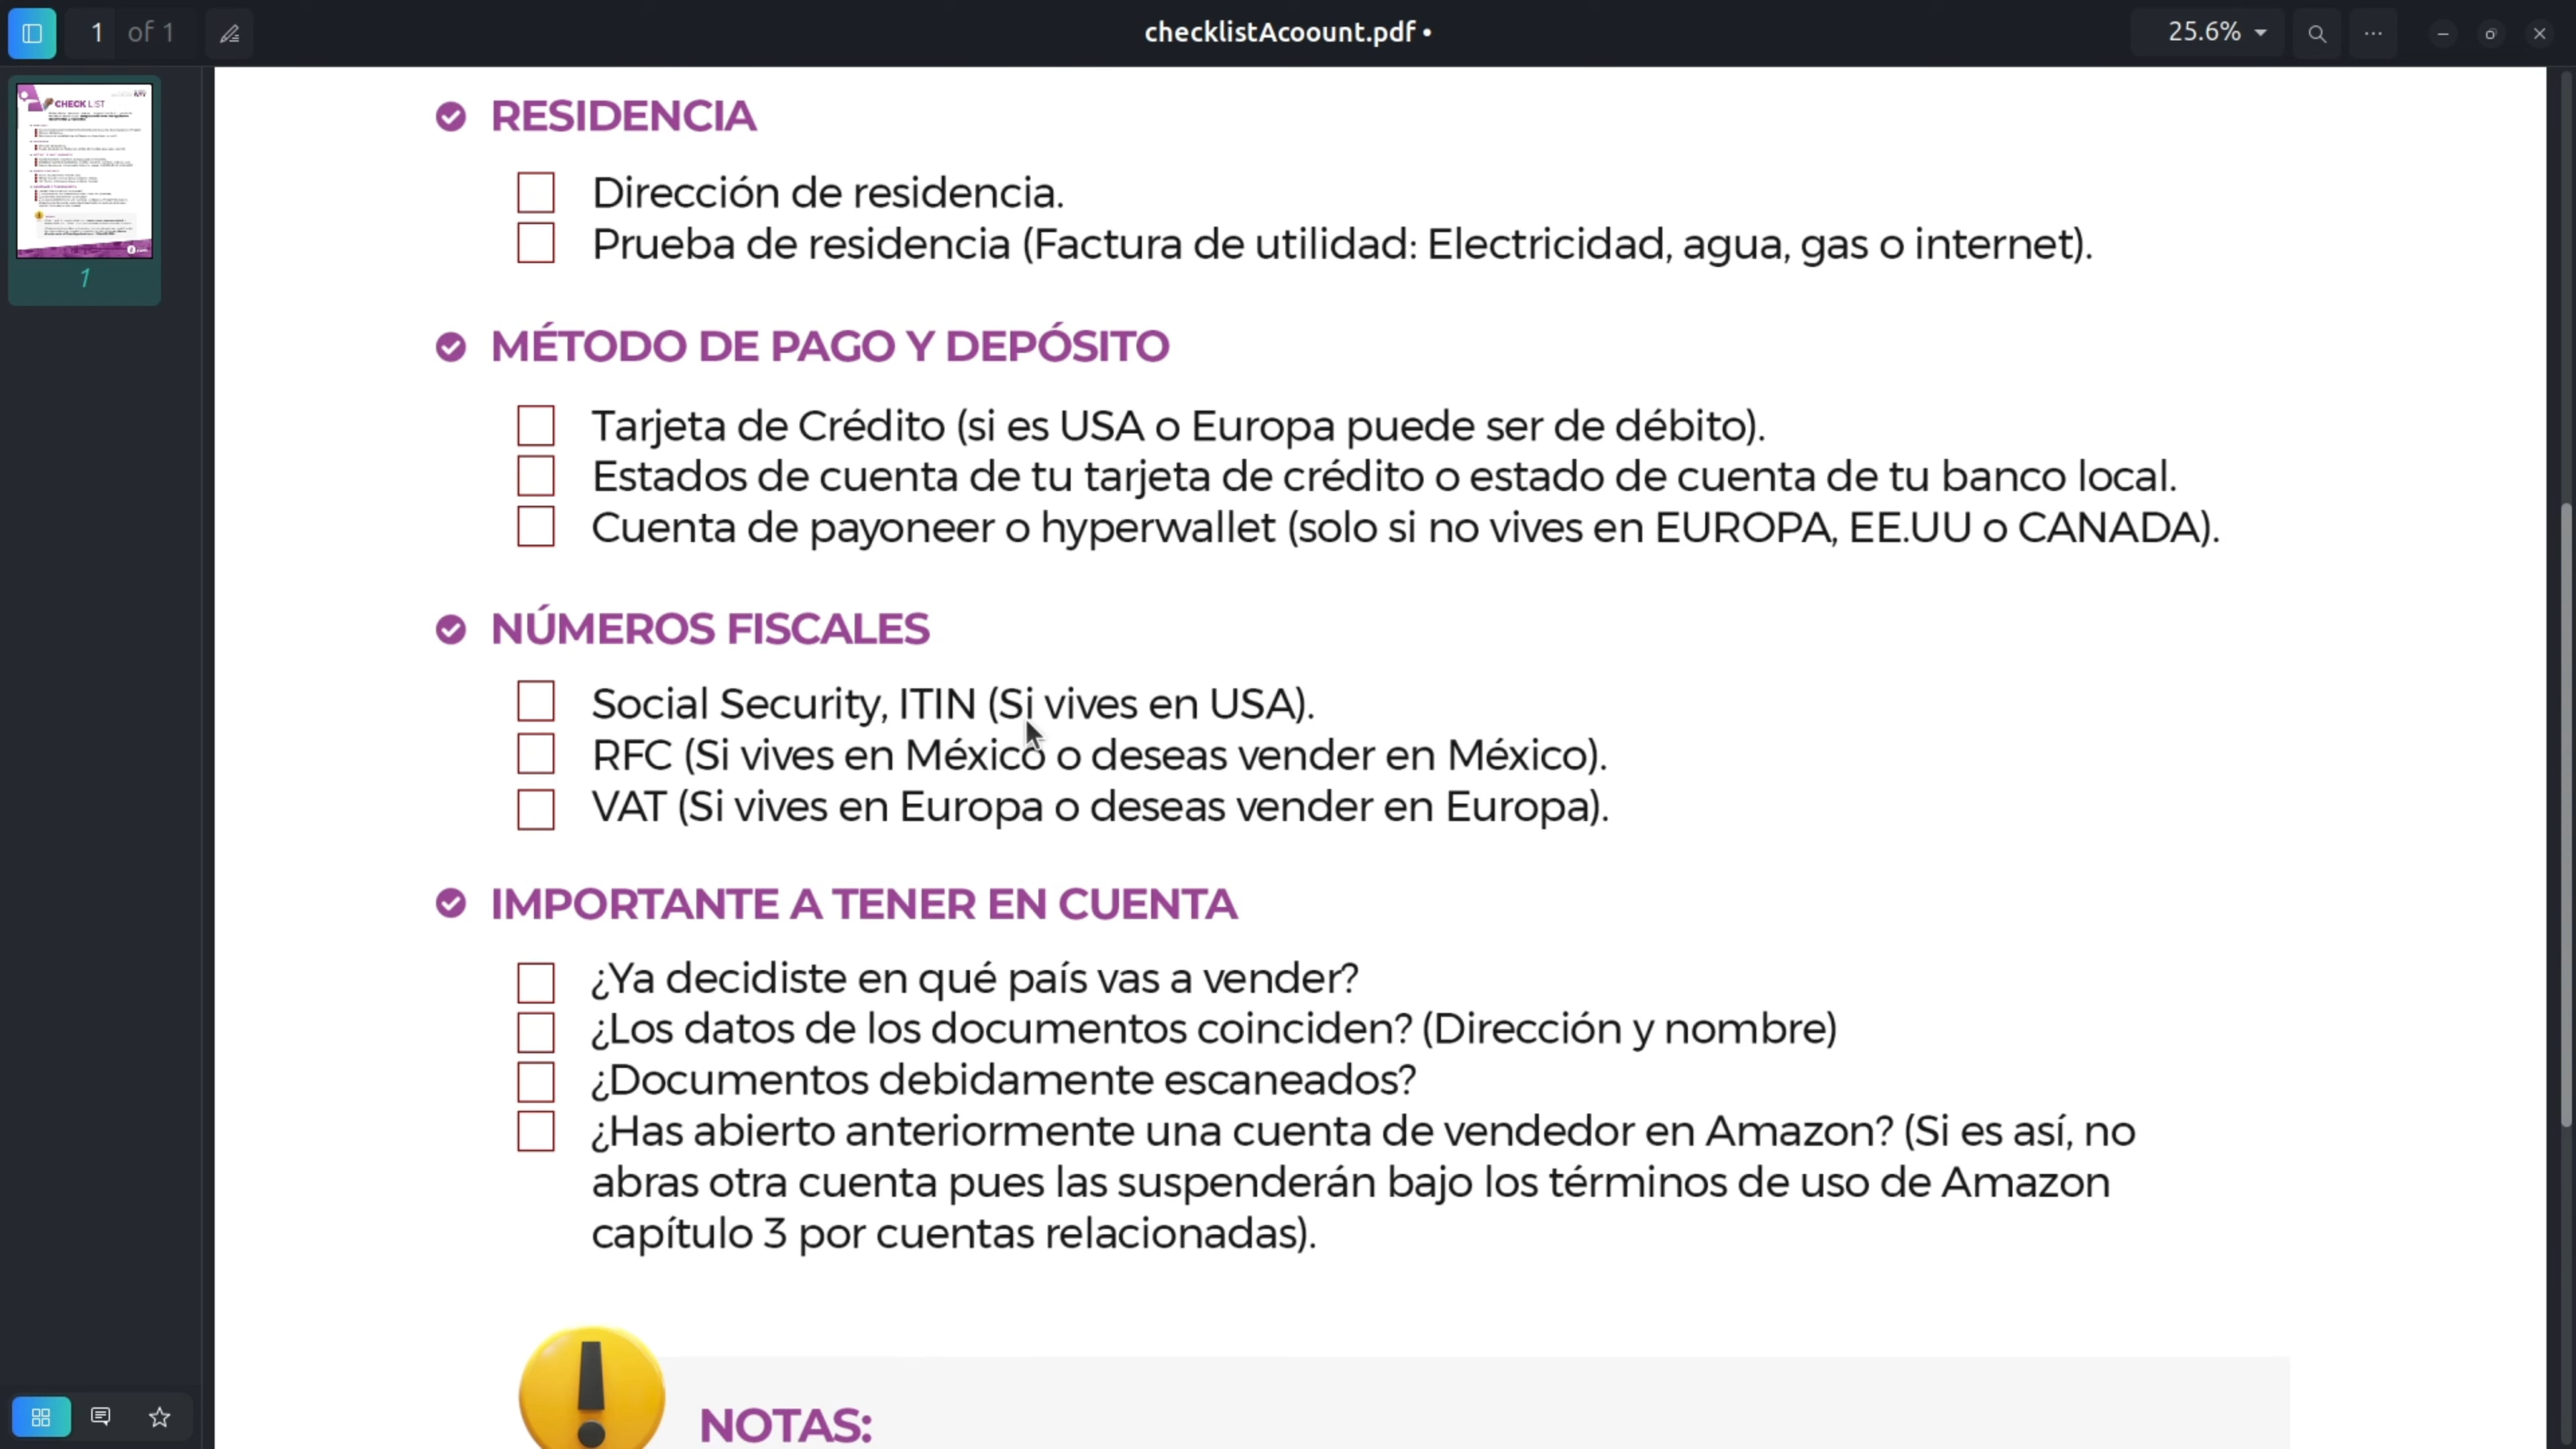 1 of 1
checklistAcoount.pdf •
25.6%
CHECK LIST
1
RESIDENCIA
Dirección de residencia.
Prueba de residencia (Factura de utilidad: Electricidad, agua, gas o internet).
MÉTODO DE PAGO Y DEPÓSITO
Tarjeta de Crédito (si es USA o Europa puede ser de débito).
Estados de cuenta de tu tarjeta de crédito o estado de cuenta de tu banco local.
Cuenta de payoneer o hyperwallet (solo si no vives en EUROPA, EE.UU o CANADA).
NÚMEROS FISCALES
Social Security, ITIN (Si vives en USA).
RFC (Si vives en México o deseas vender en México).
VAT (Si vives en Europa o deseas vender en Europa).
IMPORTANTE A TENER EN CUENTA
¿Ya decidiste en qué país vas a vender?
¿Los datos de los documentos coinciden? (Dirección y nombre)
¿Documentos debidamente escaneados?
¿Has abierto anteriormente una cuenta de vendedor en Amazon? (Si es así, no
abras otra cuenta pues las suspenderán bajo los términos de uso de Amazon
capítulo 3 por cuentas relacionadas).
NOTAS: